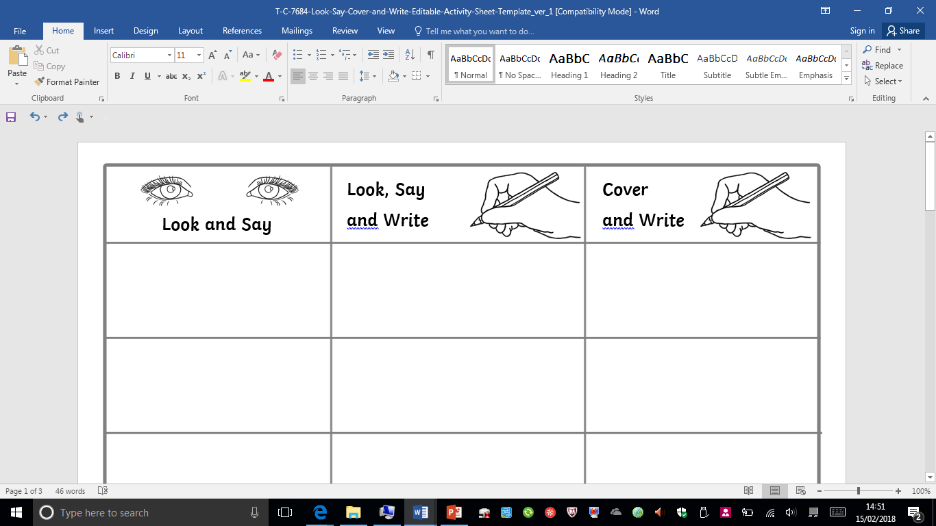 T-C-7684-Look-Say-Cover-and-Write-Editable-Activity-Sheet-Template_ver_1 [Compatibility Mode] - Word
File Home Insert Design Layout References Mailings Review View Tell me what you want to do... Sign in Share
Paste
Cut
Copy
Format Painter
Clipboard
Calibri 11
Font
Paragraph
AaBbCcDc AaBbCcDc AaBbC AaBbCc AaBbC AaBbCcD AaBbCcDc AaBbCcDc
¶ Normal ¶ No Spac... Heading 1 Heading 2 Title Subtitle Subtle Em... Emphasis
Styles
Find
Replace
Select
Editing
Look and Say
Look, Say
and Write
Cover
and Write
Page 1 of 3 46 words 100%
Type here to search
14:51
15/02/2018
2